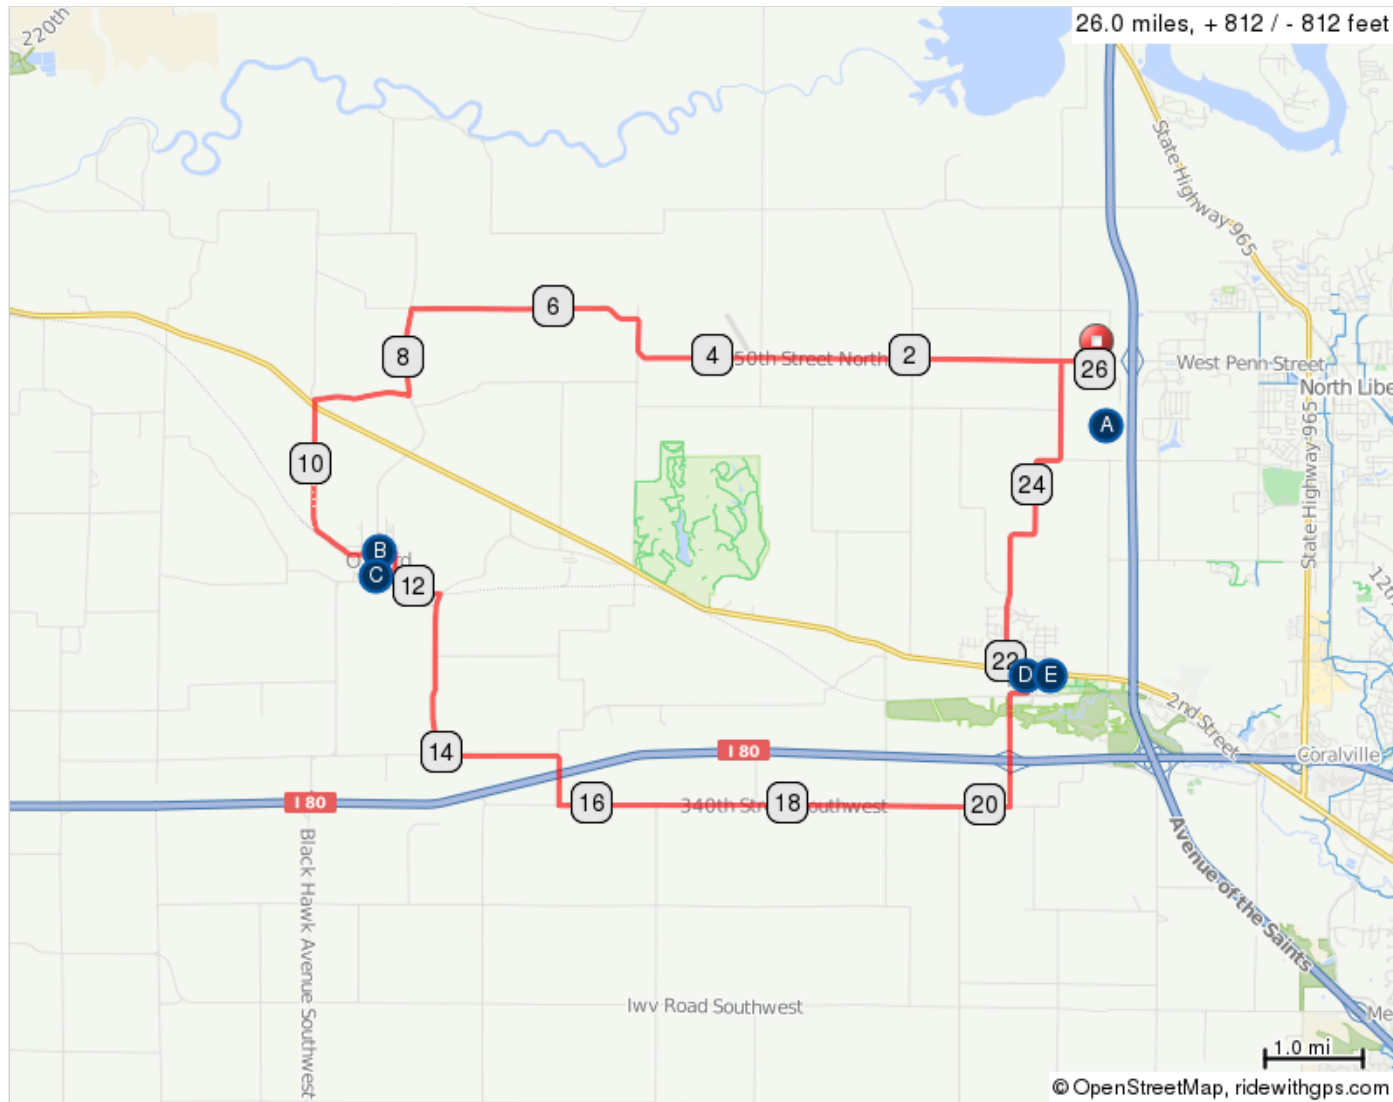 26.0 miles, + 812 / - 812 feet
220th
State Highway 965
6
8
4
50th Street North
2
26
West Penn Street
North Libe
A
State Highway 965
10
24
B
C
12
12th
22
D
E
2nd Street
14
I 80
Coralville
I 80
16
340th Str
18
outhwest
20
Black Hawk Avenue Southwest
Avenue of the Saints
Iwv Road Southwest
Me
1.0 mi
© OpenStreetMap, ridewithgps.com